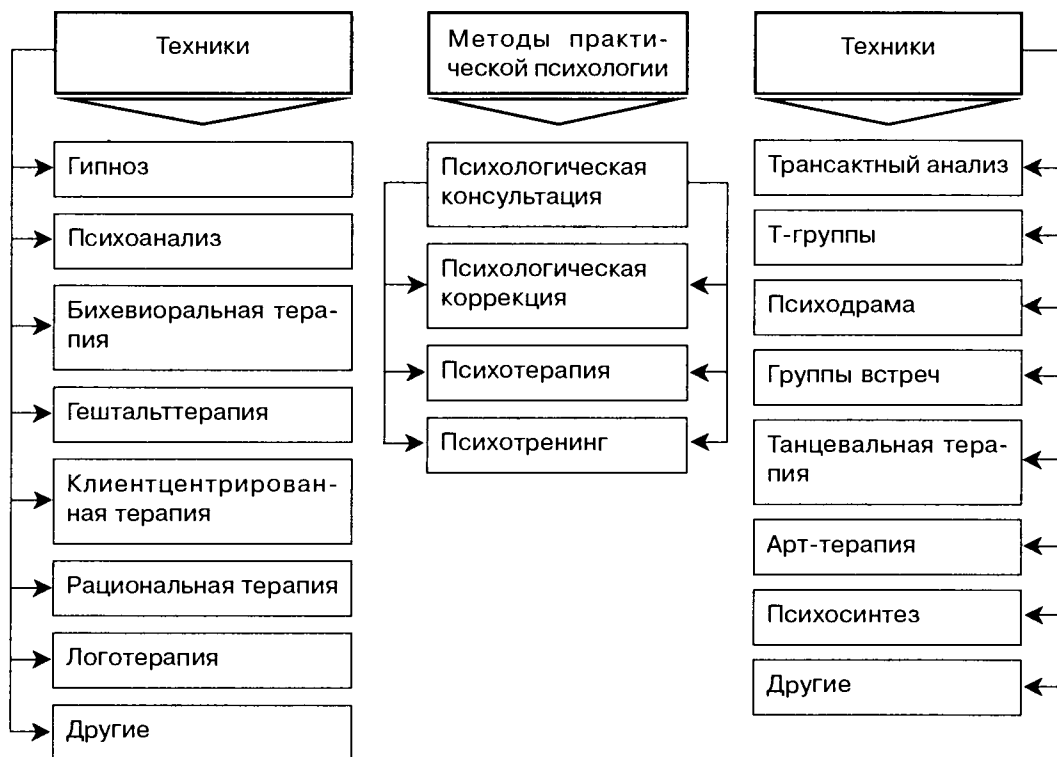 Техники
Гипноз
Психоанализ
Бихевиоральная тера-
пия
Гештальттерапия
Клиентцентрирован-
ная терапия
Рациональная терапия
Логотерапия
Другие
Методы практи-
ческой психологии
Психологическая
консультация
Психологическая
коррекция
Психотерапия
Психотренинг
Техники
Трансактный анализ
Т-группы
Психодрама
Группы встреч
Танцевальная тера-
пия
Арт-терапия
Психосинтез
Другие